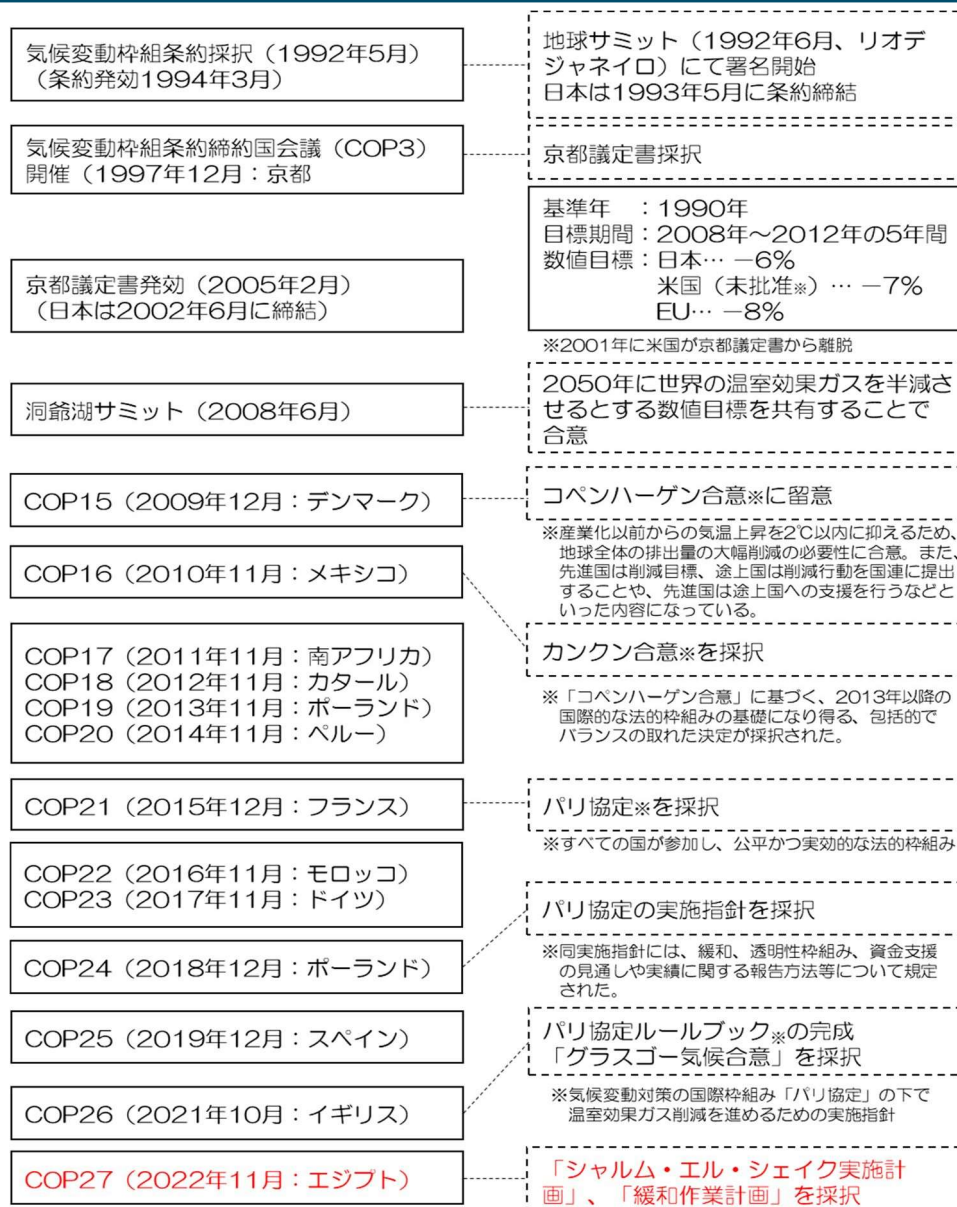 気候変動枠組条約採択（1992年5月）
（条約発効1994年3月）
地球サミット（1992年6月、リオデ
ジャネイロ）にて署名開始
日本は1993年5月に条約締結
気候変動枠組条約締約国会議（COP3）
開催（1997年12月：京都
京都議定書採択
基準年　：1990年
目標期間：2008年～2012年の5年間
数値目標：日本… －6%
米国（未批准※）… －7%
EU… －8%
※2001年に米国が京都議定書から離脱
京都議定書発効（2005年2月）
（日本は2002年6月に締結）
洞爺湖サミット（2008年6月）
2050年に世界の温室効果ガスを半減さ
せるとする数値目標を共有することで
合意
COP15（2009年12月：デンマーク）
コペンハーゲン合意※に留意
※産業化以前からの気温上昇を2℃以内に抑えるため、
地球全体の排出量の大幅削減の必要性に合意。また、
先進国は削減目標、途上国は削減行動を国連に提出
することや、先進国は途上国への支援を行うなどと
いった内容になっている。
COP16（2010年11月：メキシコ）
カンクン合意※を採択
※「コペンハーゲン合意」に基づく、2013年以降の
国際的な法的枠組みの基礎になり得る、包括的で
バランスの取れた決定が採択された。
COP17（2011年11月：南アフリカ）
COP18（2012年11月：カタール）
COP19（2013年11月：ポーランド）
COP20（2014年11月：ペルー）
COP21（2015年12月：フランス）
パリ協定※を採択
※すべての国が参加し、公平かつ実効的な法的枠組み
COP22（2016年11月：モロッコ）
COP23（2017年11月：ドイツ）
COP24（2018年12月：ポーランド）
パリ協定の実施指針を採択
※同実施指針には、緩和、透明性枠組み、資金支援
の見通しや実績に関する報告方法等について規定
された。
COP25（2019年12月：スペイン）
COP26（2021年10月：イギリス）
パリ協定ルールブック※の完成
「グラスゴー気候合意」を採択
※気候変動対策の国際枠組み「パリ協定」の下で
温室効果ガス削減を進めるための実施指針
COP27（2022年11月：エジプト）
「シャルム・エル・シェイク実施計
画」、「緩和作業計画」を採択